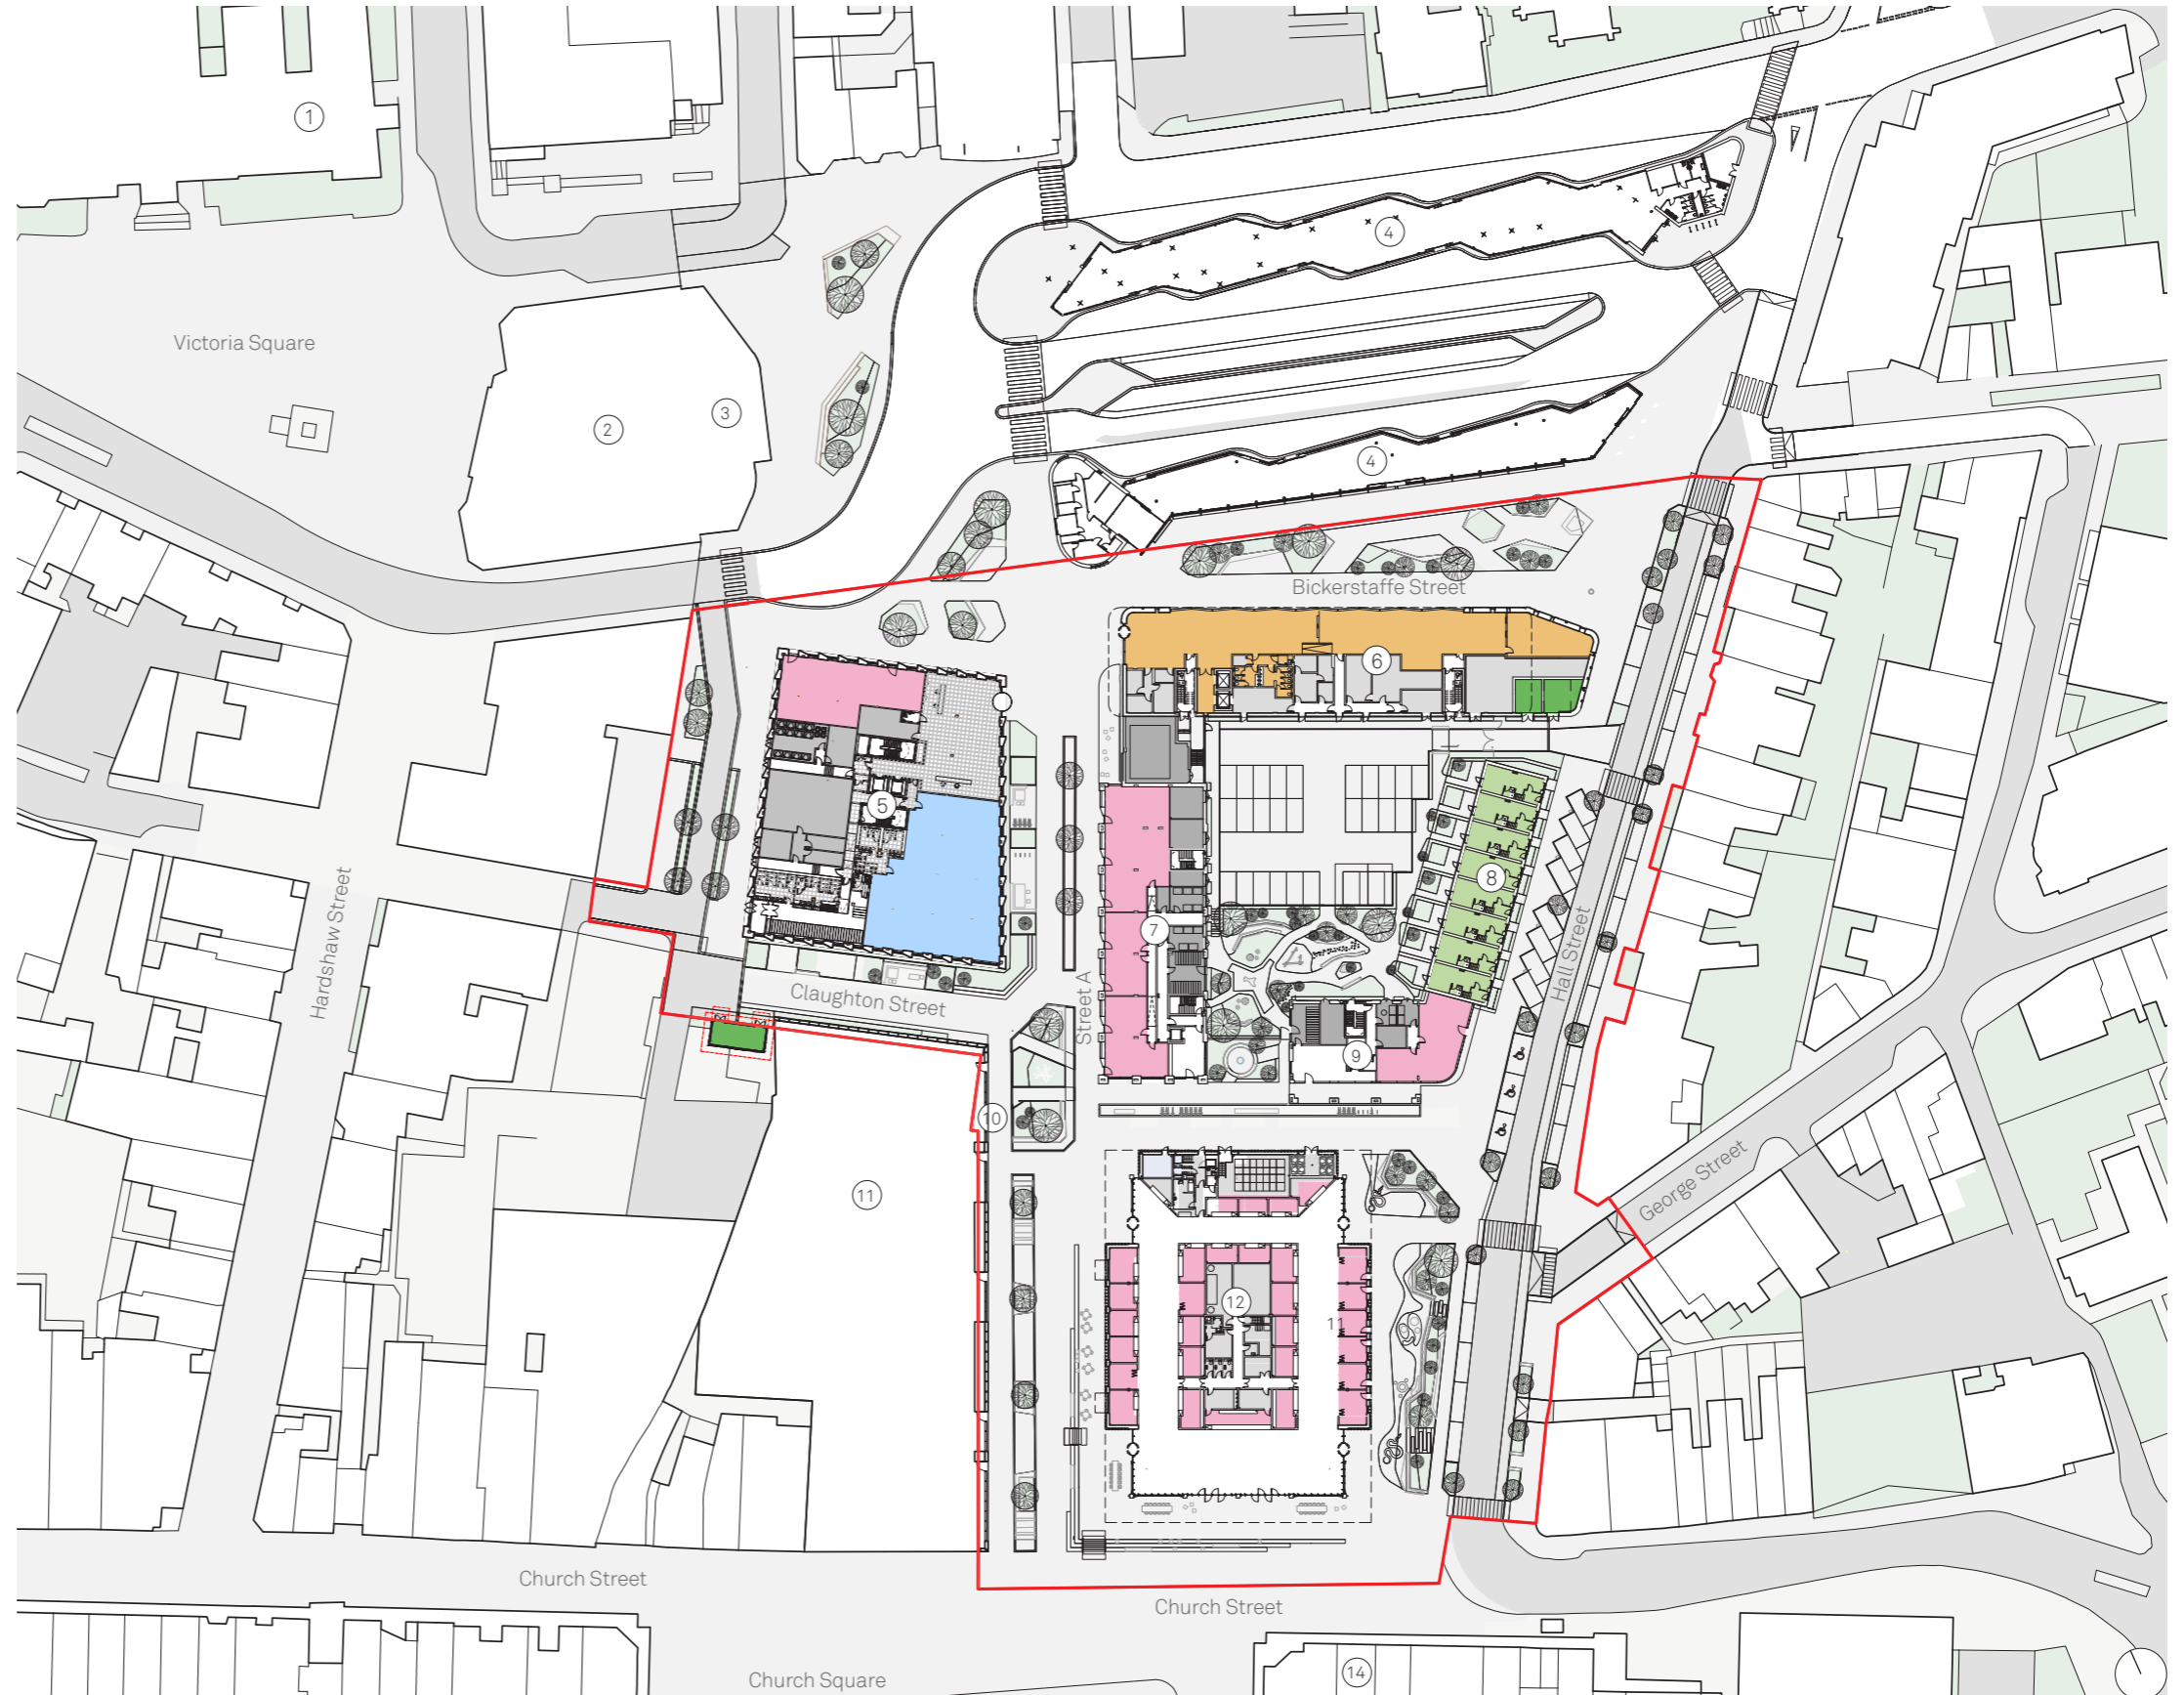 1
4
Victoria Square
3
2
4
Bickerstaffe Street
6
5
8
7
Hardshaw Street
Hall Street
Claughton Street
Street A
9
10
11
George Street
12
11
Church Street
Church Street
14
Church Square